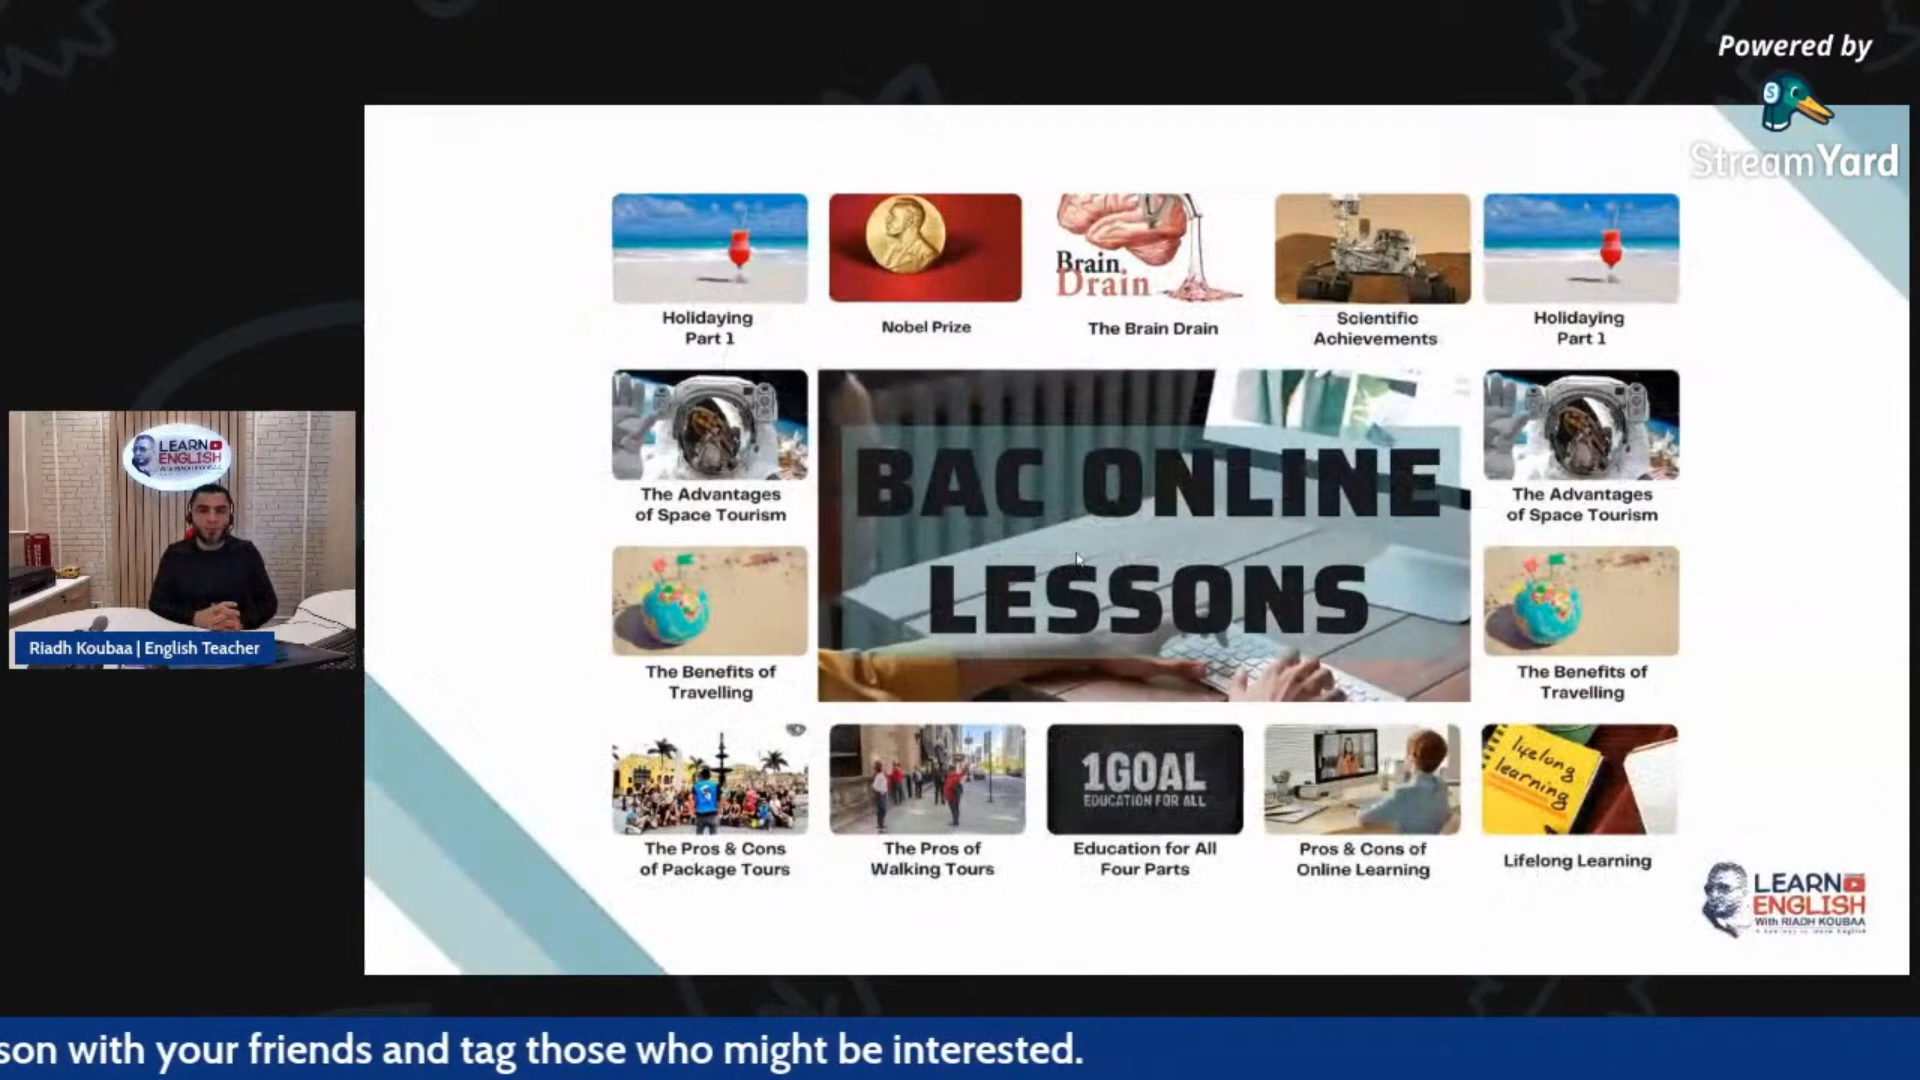 Powered by
StreamYard
Brain
Drain
Holidaying
Part 1
Nobel Prize
The Brain Drain
Scientific
Achievements
Holidaying
Part 1
LEARN
ENGLISH
BAC ONLINE
LESSONS
The Advantages
of Space Tourism
The Advantages
of Space Tourism
Riadh Koubaa | English Teacher
The Benefits of
Travelling
The Benefits of
Travelling
1GOAL
EDUCATION FOR ALL
lifelong
learning
The Pros & Cons
of Package Tours
The Pros of
Walking Tours
Education for All
Four Parts
Pros & Cons of
Online Learning
Lifelong Learning
LEARN
ENGLISH
With RIADH KOUBAA
son with your friends and tag those who might be interested.